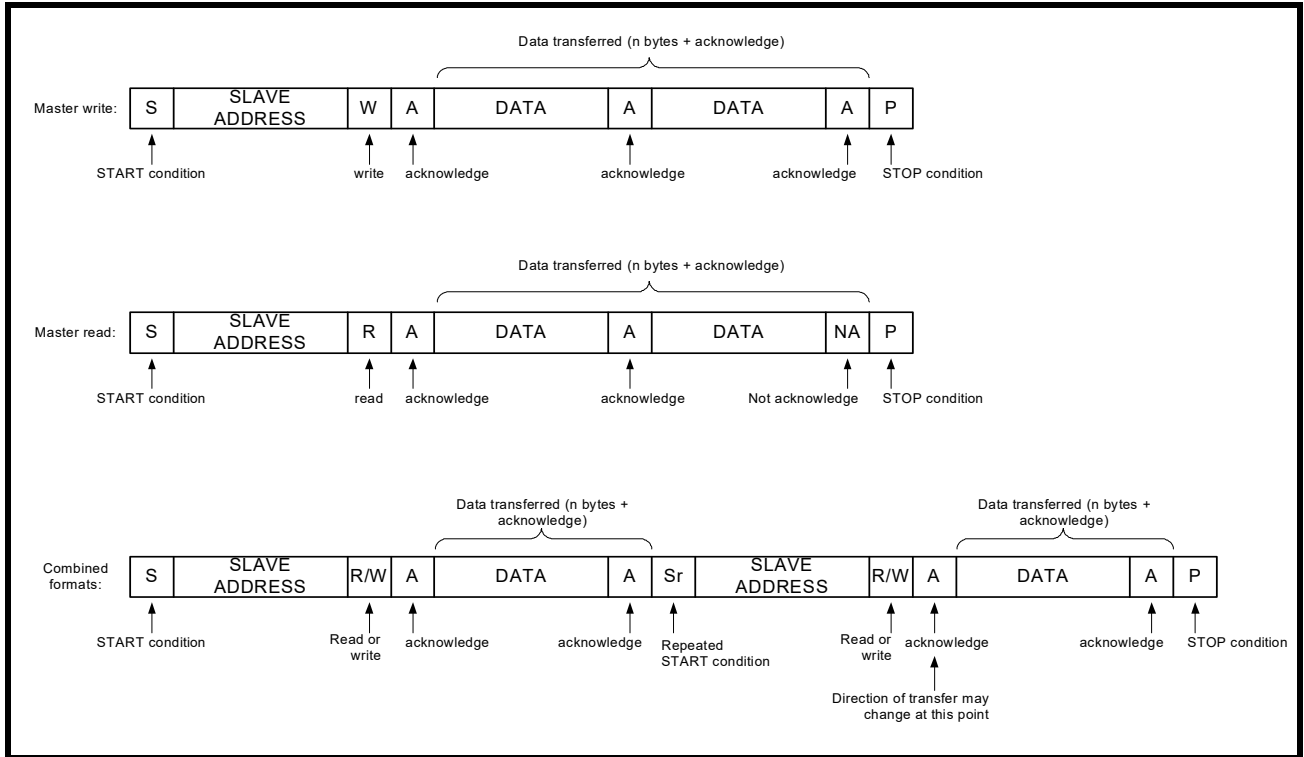 Data transferred (n bytes + acknowledge)
Master write: S SLAVE ADDRESS W A DATA A DATA A P
START condition write acknowledge acknowledge acknowledge STOP condition
Data transferred (n bytes + acknowledge)
Master read: S SLAVE ADDRESS R A DATA A DATA NA P
START condition read acknowledge acknowledge Not acknowledge STOP condition
Data transferred (n bytes +
acknowledge)
Data transferred (n bytes +
acknowledge)
Combined
formats:
S SLAVE ADDRESS R/W A DATA A Sr SLAVE ADDRESS R/W A DATA A P
START condition
Read or
write
acknowledge
acknowledge
Repeated
START condition
Read or
write
acknowledge
acknowledge
STOP condition
Direction of transfer may
change at this point